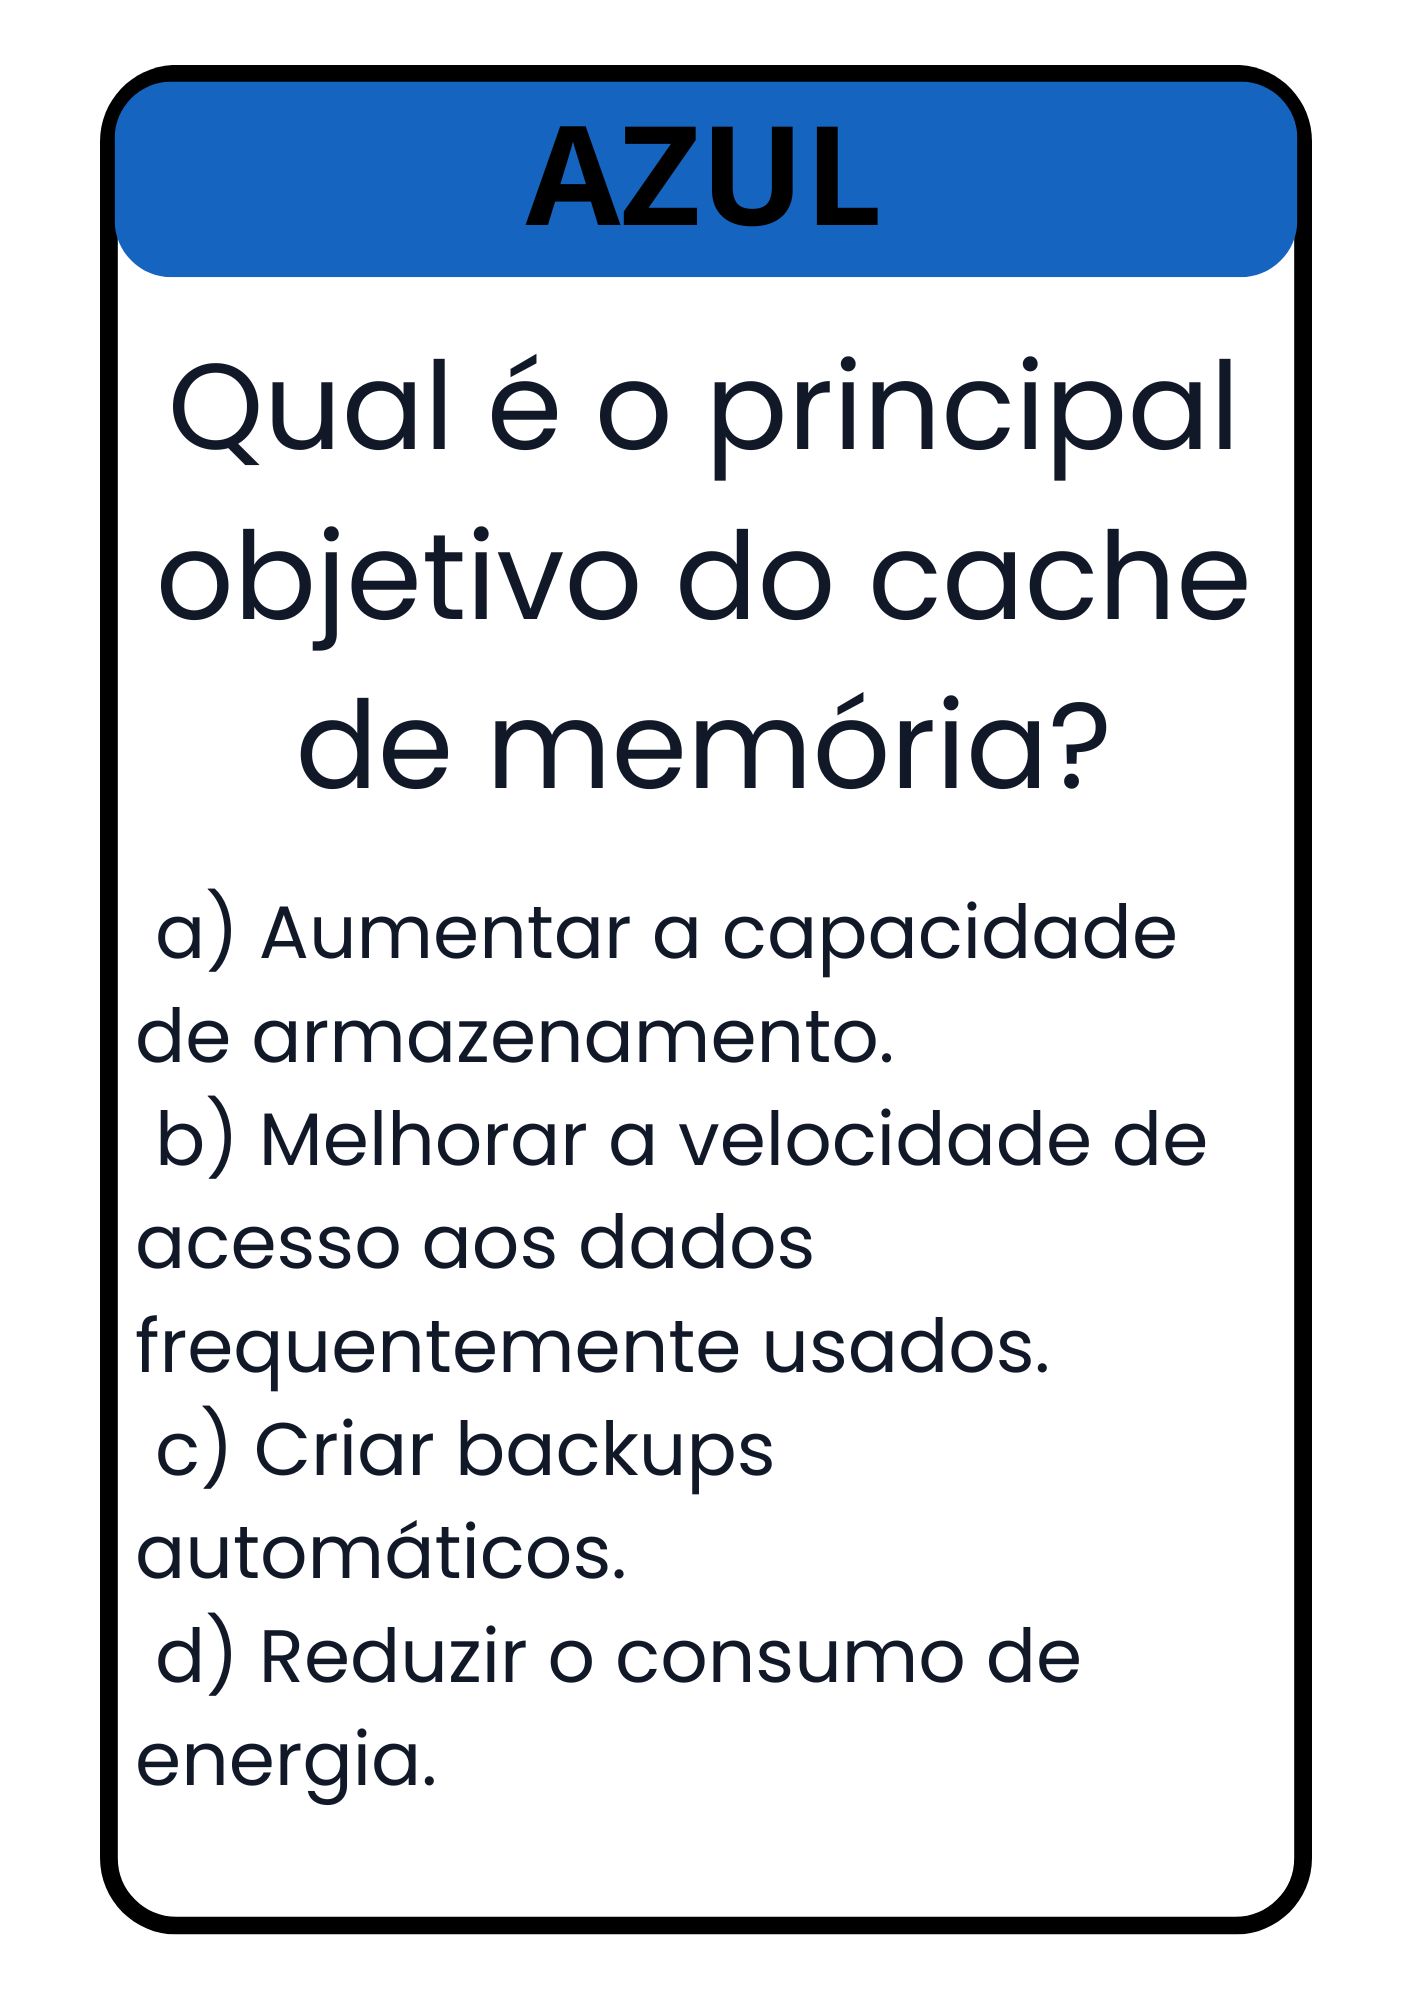 AZUL
Qual é o principal
objetivo do cache
de memória?
a) Aumentar a capacidade
de armazenamento.
b) Melhorar a velocidade de
acesso aos dados
frequentemente usados.
c) Criar backups
automáticos.
d) Reduzir o consumo de
energia.